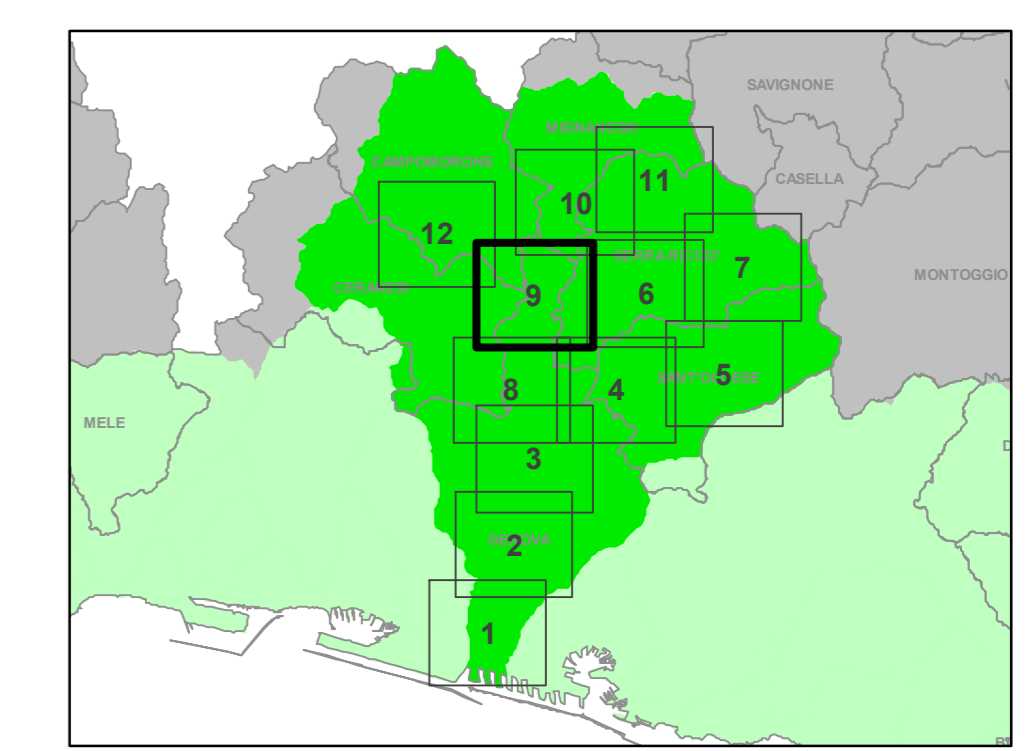 SAVIGNONE
MIGNANEGO
CAMPOMORONE
CASELLA
11
10
12
SERRA RICCO'
7
MONTOGGIO
CERANESI
9
6
SANT'OLCESE
5
8
4
MELE
3
GENOVA
2
1